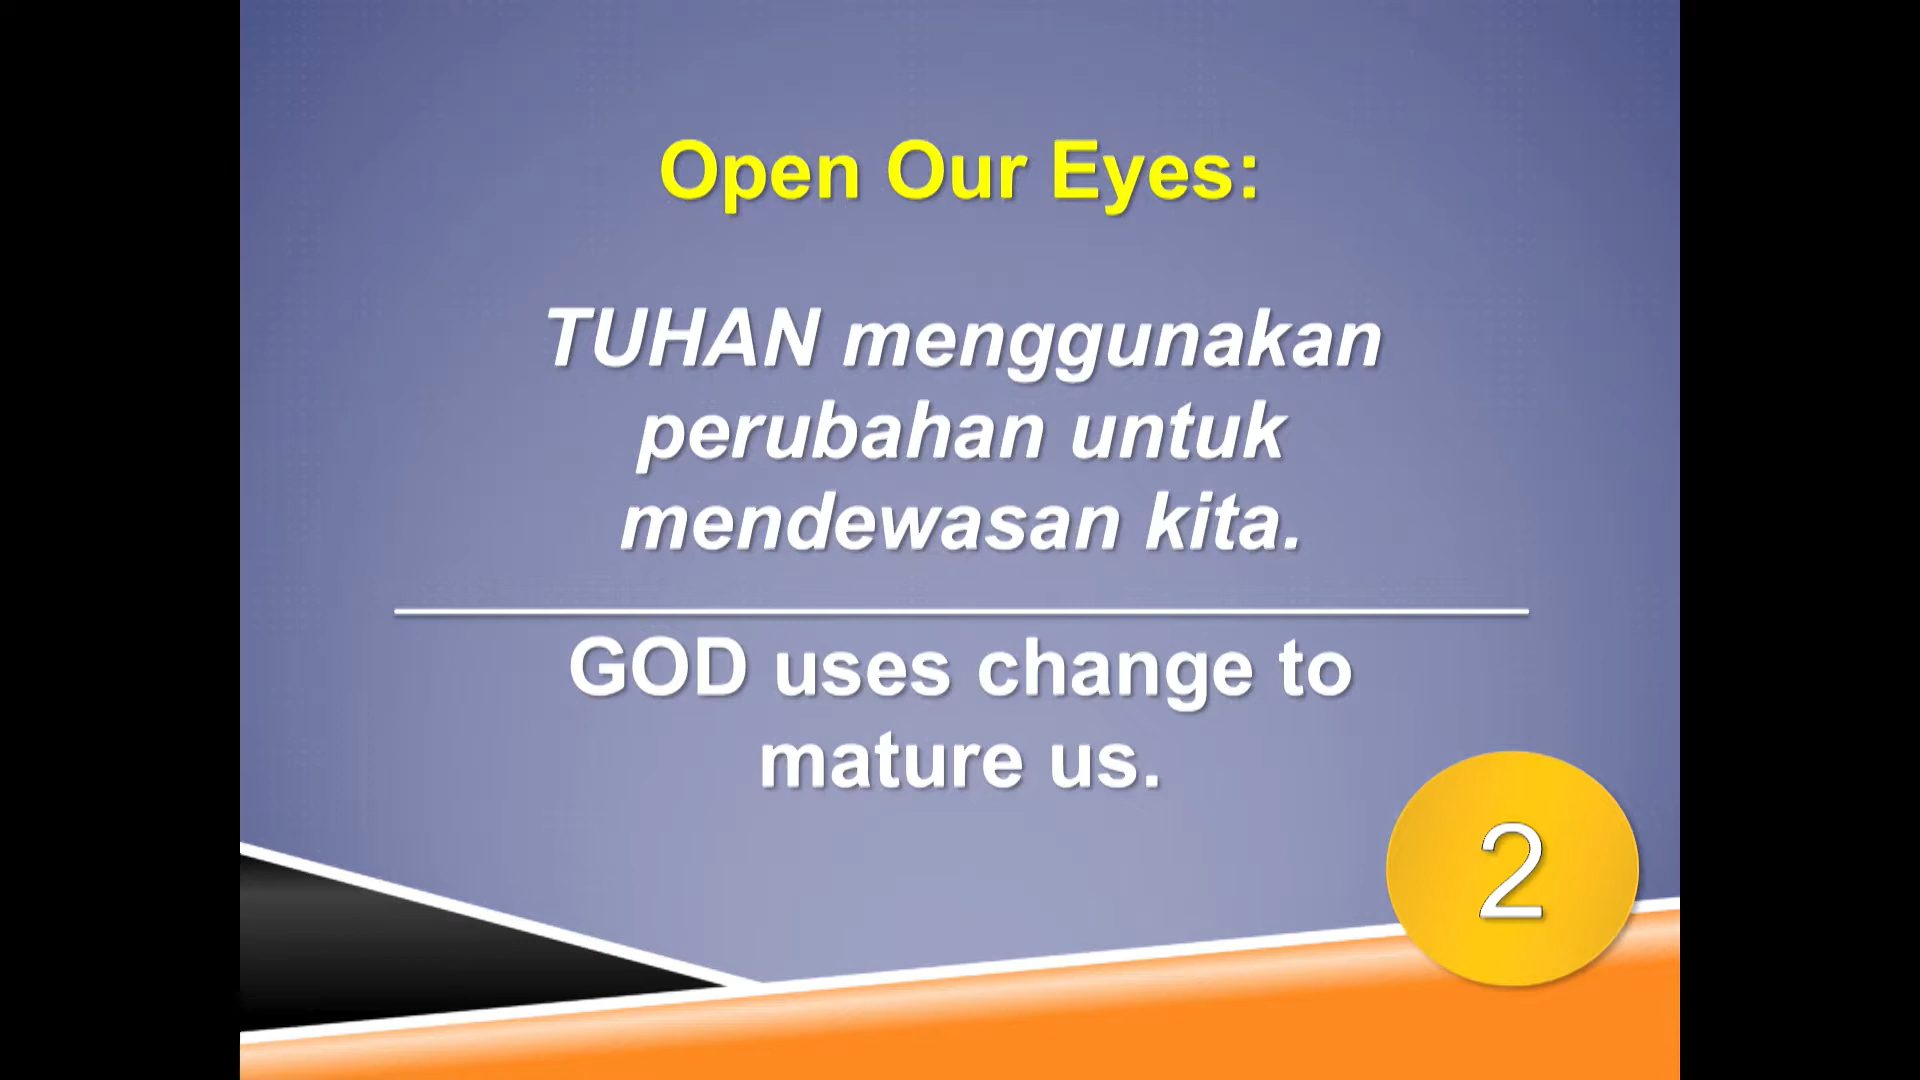 Open Our Eyes:
TUHAN menggunakan
perubahan untuk
mendewasan kita.
GOD uses change to
mature us.
2